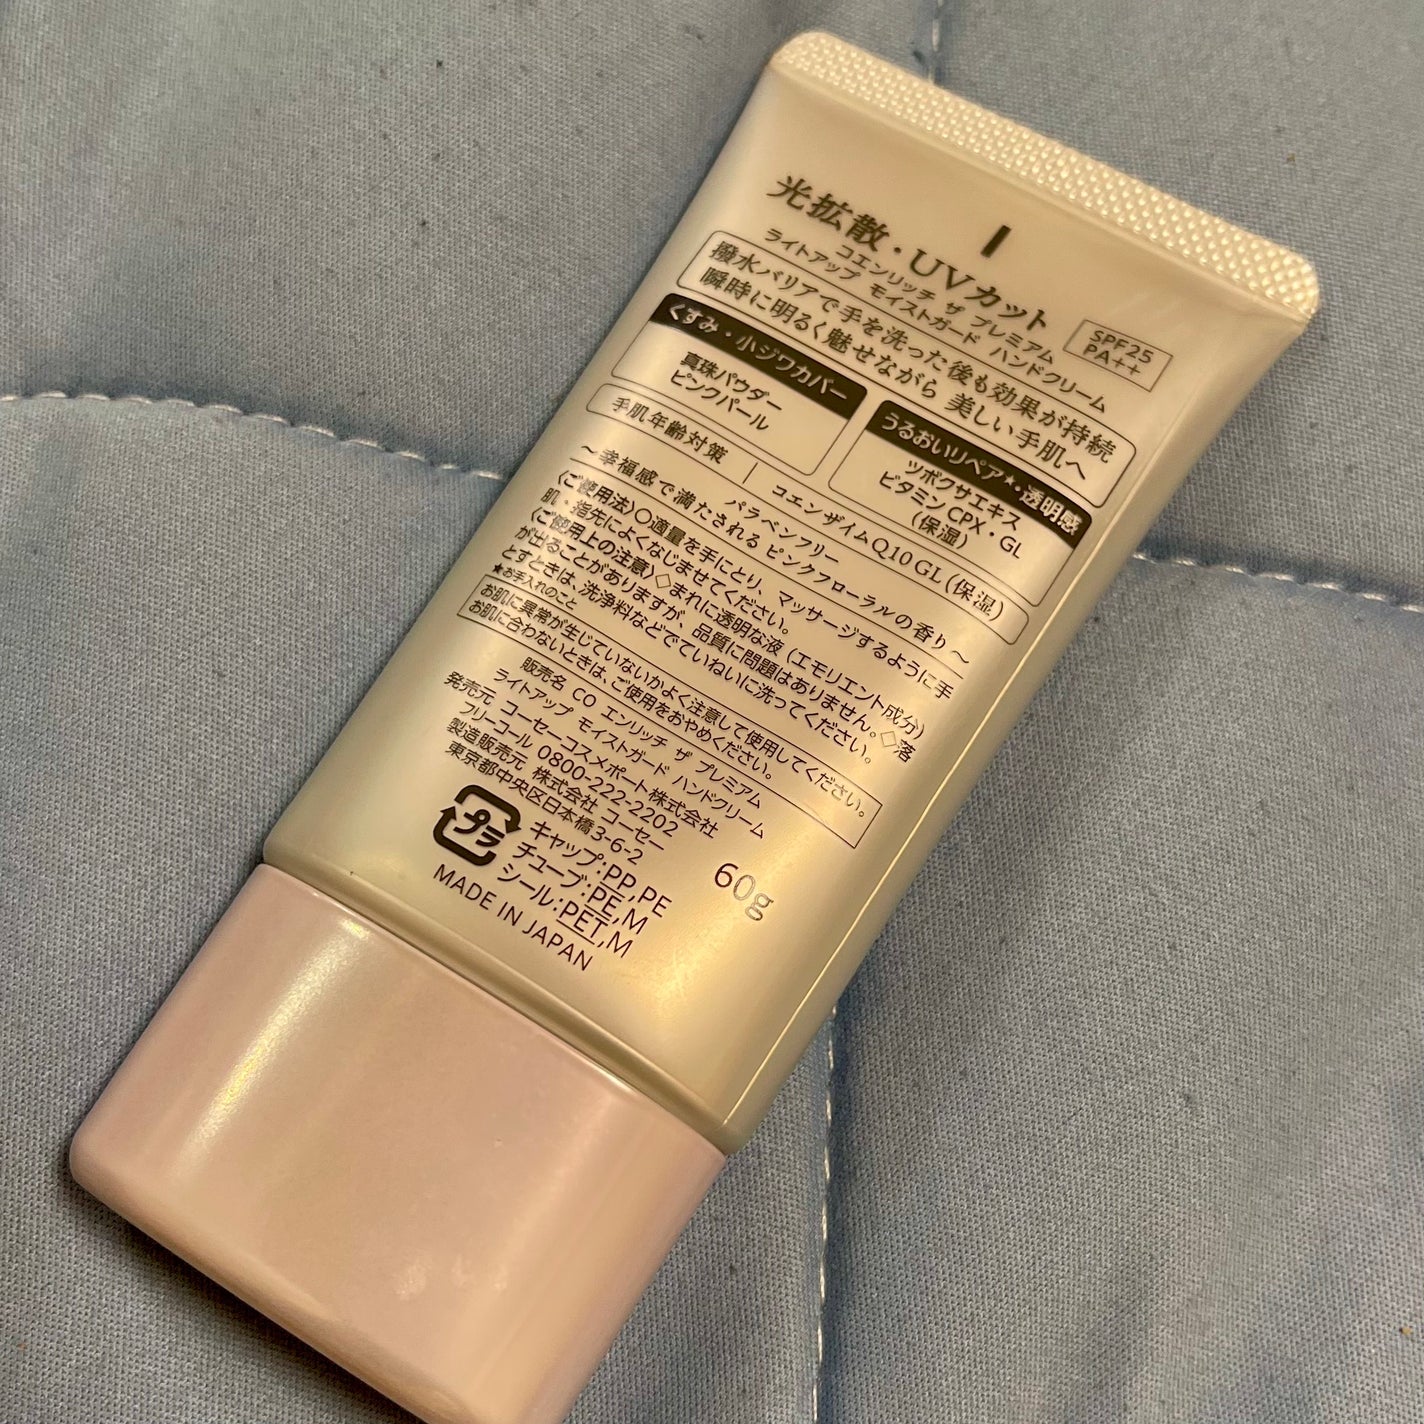 光拡散・UVカット
コエンリッチ ザ プレミアム
ライトアップ モイストガード ハンドクリーム
SPF25
PA++
撥水バリアで手を洗った後も効果が持続
瞬時に明るく魅せながら 美しい手肌へ
くすみ・小ジワカバー
真珠パウダー
ピンクパール
うるおいリペア★・透明感
ツボクサエキス
ビタミンCPX・GL
(保湿)
手肌年齢対策
コエンザイムQ10 GL(保湿)
パラベンフリー
~幸福感で満たされる ピンクフローラルの香り~
〈ご使用法〉○適量を手にとり、マッサージするように手
肌・指先によくなじませてください。
〈ご使用上の注意〉◇まれに透明な液(エモリエント成分)
が出ることがありますが、品質に問題はありません。◇落
とすときは、洗浄料などでていねいに洗ってください。
★お手入れのこと
お肌に異常が生じていないかよく注意して使用してください。
お肌に合わないときは、ご使用をおやめください。
販売名 CO エンリッチ ザ プレミアム
ライトアップ モイストガード ハンドクリーム
発売元 コーセーコスメポート株式会社
フリーコール 0800-222-2202
製造販売元 株式会社 コーセー
東京都中央区日本橋3-6-2
プラ
キャップ:PP,PE
チューブ:PE,M
シール:PET,M
60g
MADE IN JAPAN